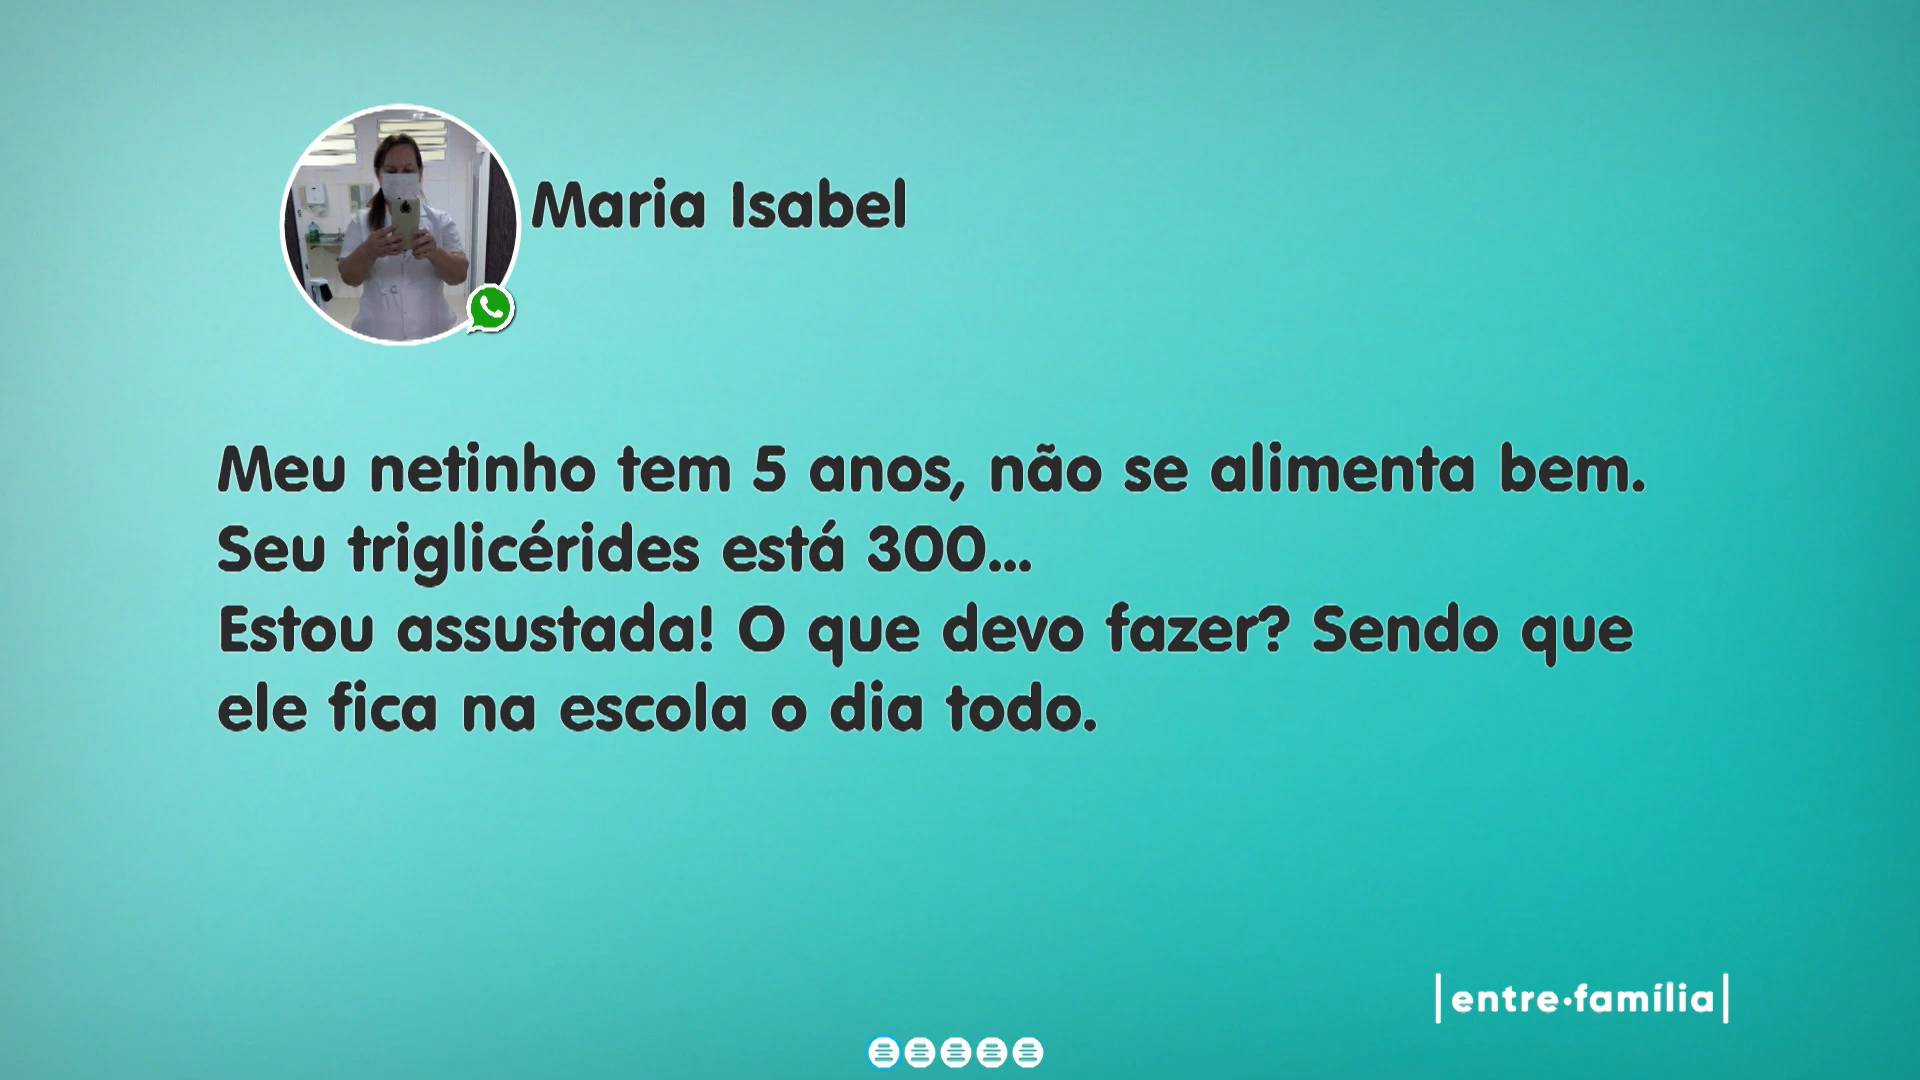 Maria Isabel
Meu netinho tem 5 anos, não se alimenta bem.
Seu triglicérides está 300...
Estou assustada! O que devo fazer? Sendo que
ele fica na escola o dia todo.
|entre•família|